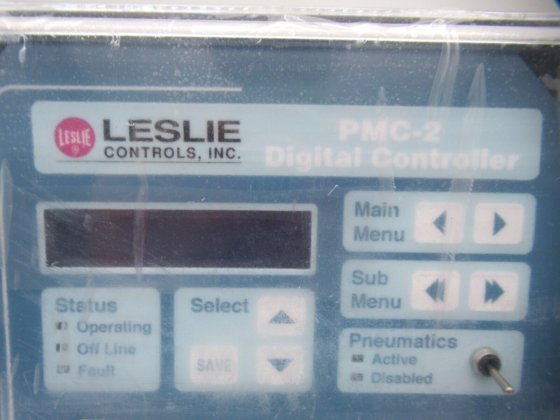 LESLIE
LESLIE
CONTROLS, INC.
PMC-2
Digital Controller
Main
Menu
Sub
Menu
Status
Operating
Off Line
Fault
Select
SAVE
Pneumatics
Active
Disabled